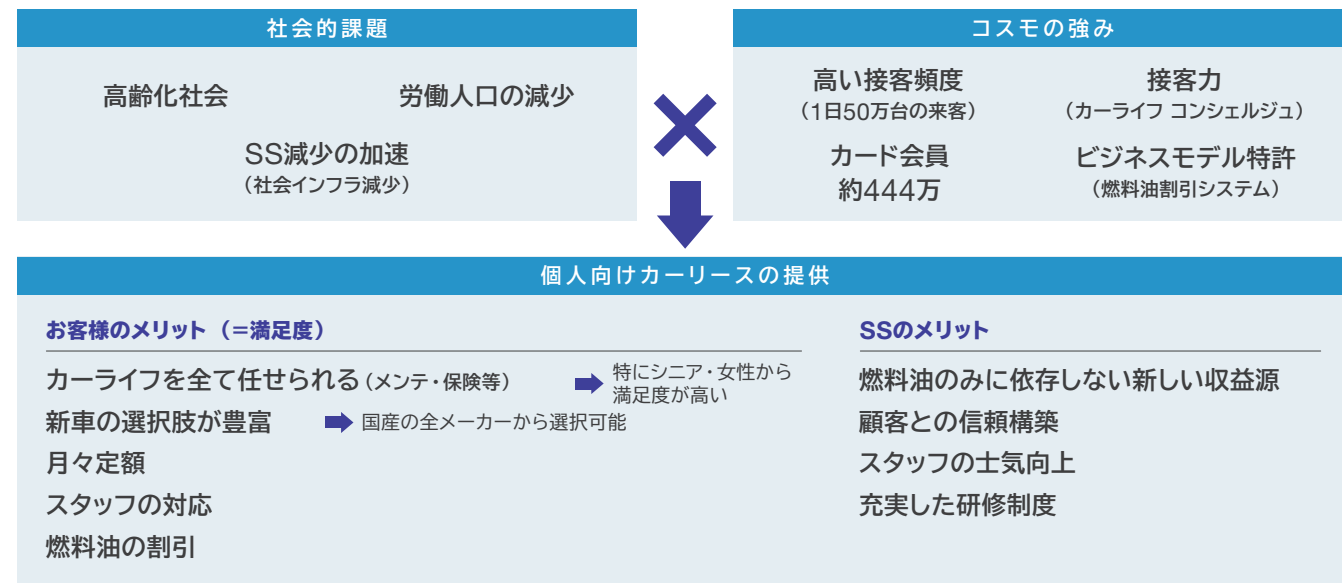 社会的課題
高齢化社会
労働人口の減少
SS減少の加速
（社会インフラ減少）
コスモの強み
高い接客頻度
（1日50万台の来客）
接客力
（カーライフ コンシェルジュ）
カード会員
約444万
ビジネスモデル特許
（燃料油割引システム）
個人向けカーリースの提供
お客様のメリット（＝満足度）
カーライフを全て任せられる（メンテ・保険等）
特にシニア・女性から
満足度が高い
新車の選択肢が豊富
国産の全メーカーから選択可能
月々定額
スタッフの対応
燃料油の割引
SSのメリット
燃料油のみに依存しない新しい収益源
顧客との信頼構築
スタッフの士気向上
充実した研修制度